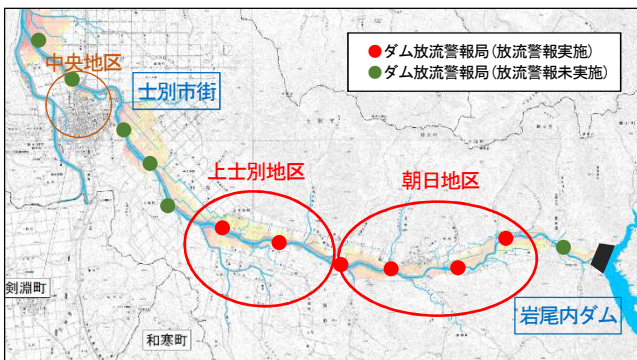 ●ダム放流警報局(放流警報実施)
●ダム放流警報局(放流警報未実施)
中央地区
士別市街
上士別地区
朝日地区
剣淵町
和寒町
岩尾内ダム